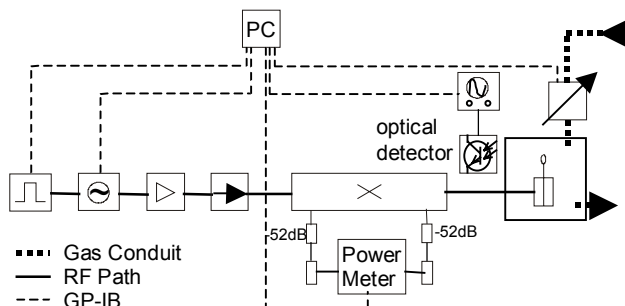 PC
optical
detector
-52dB
-52dB
Power
Meter
Gas Conduit
RF Path
GP-IB